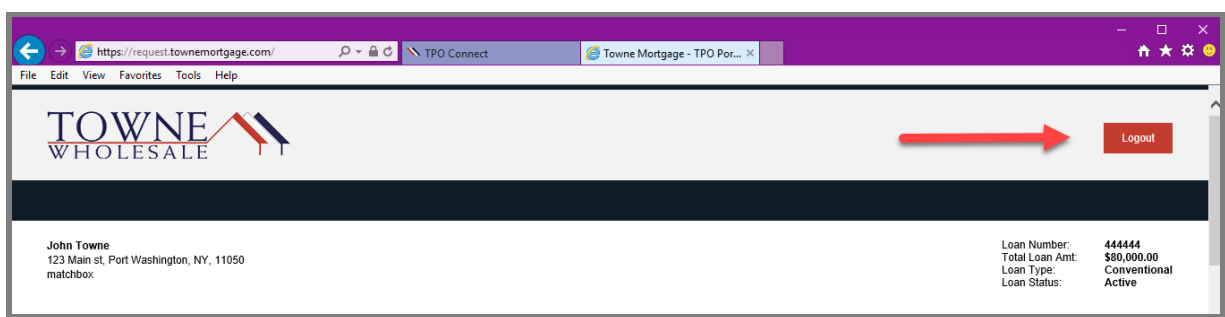 https://request.townemortgage.com/ TPO Connect Towne Mortgage - TPO Por...
File Edit View Favorites Tools Help
TOWNE
WHOLESALE
Logout
John Towne
123 Main st, Port Washington, NY, 11050
matchbox
Loan Number: 444444
Total Loan Amt: $80,000.00
Loan Type: Conventional
Loan Status: Active